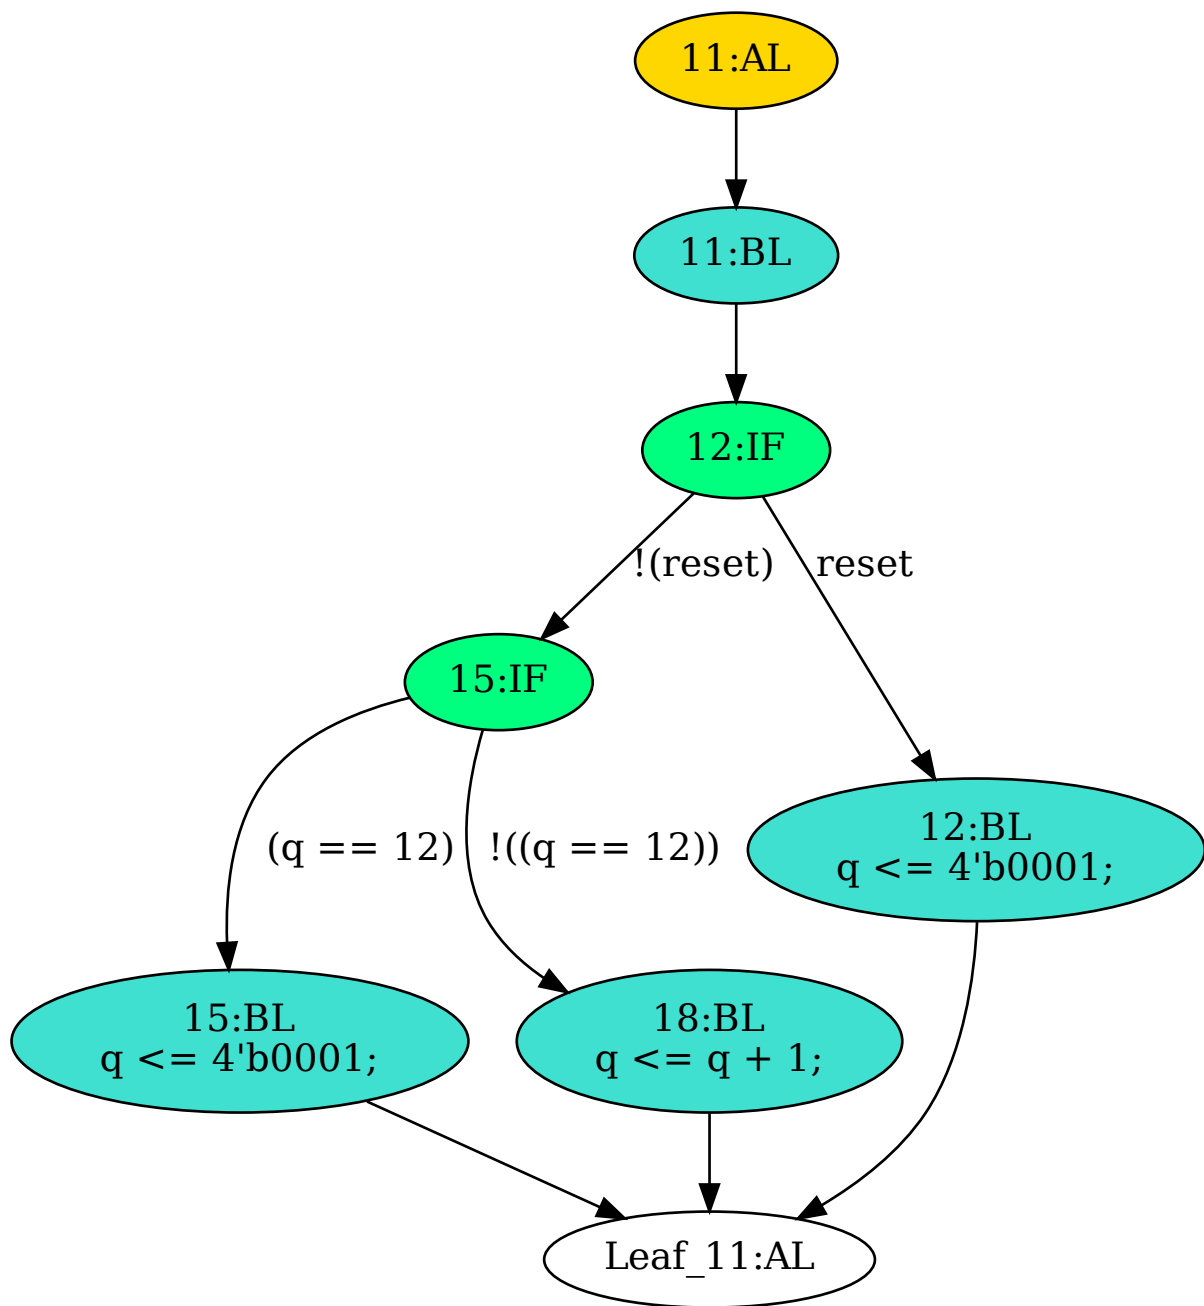 11:AL
11:BL
12:IF
!(reset)
reset
15:IF
(q == 12)
!((q == 12))
12:BL
q <= 4'b0001;
15:BL
q <= 4'b0001;
18:BL
q <= q + 1;
Leaf_11:AL